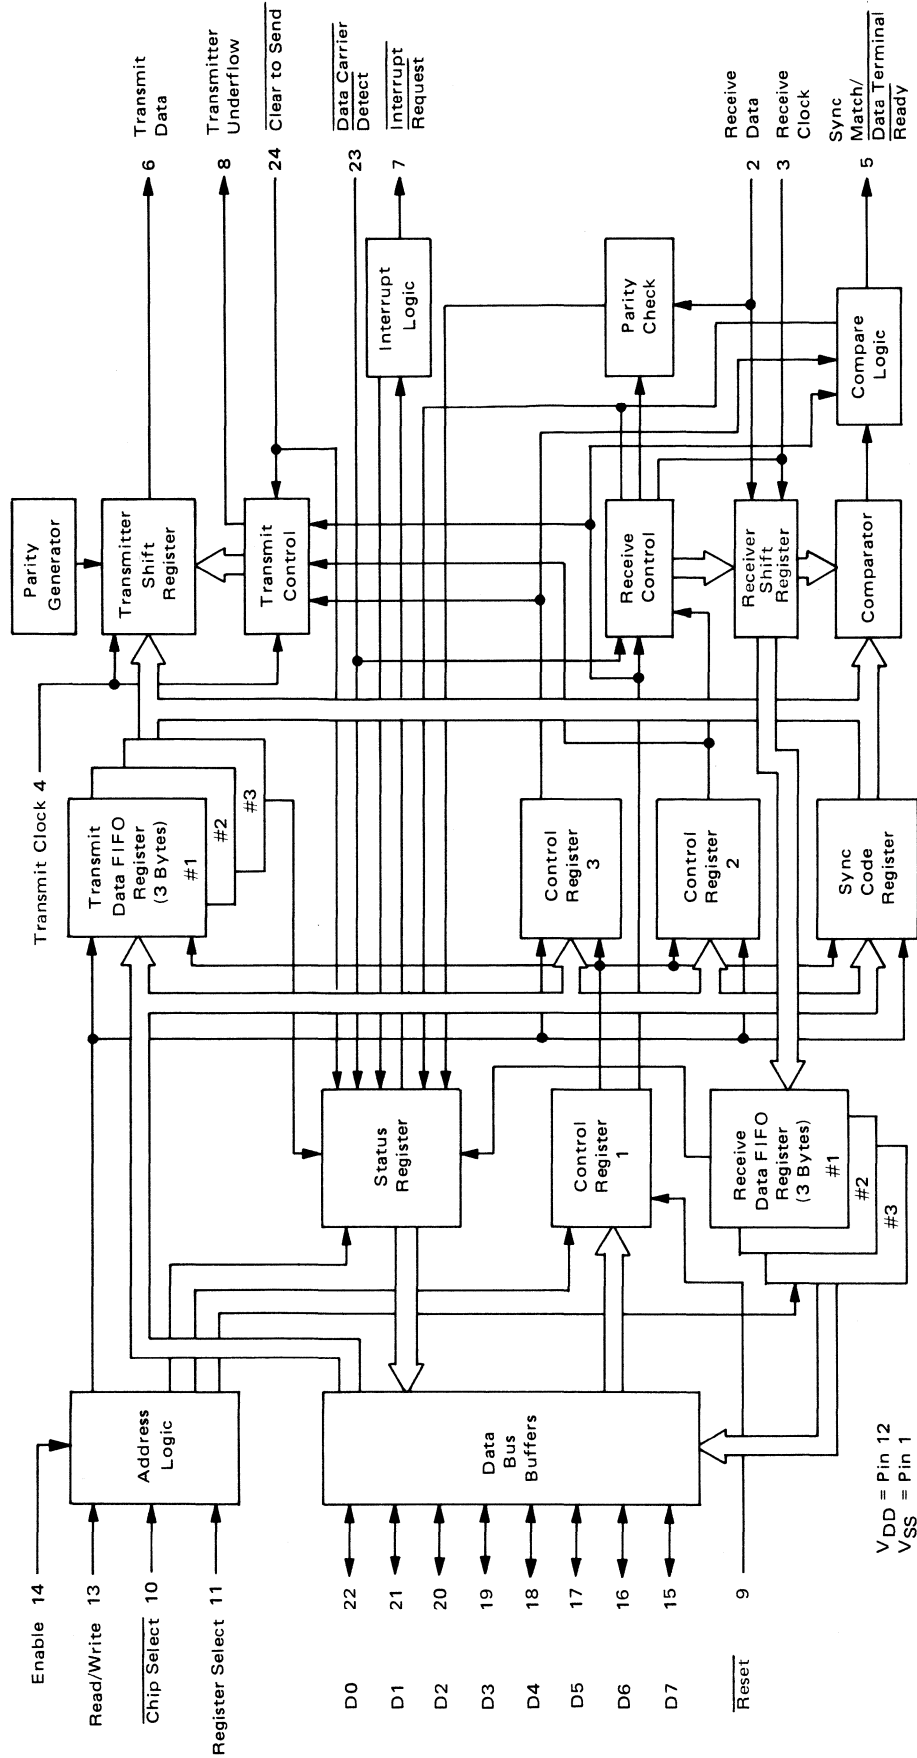 Enable 14
Read/Write 13
Chip Select 10
Register Select 11
Address
Logic
D0 22
D1 21
D2 20
D3 19
D4 18
D5 17
D6 16
D7 15
Reset 9
Data
Bus
Buffers
VDD = Pin 12
VSS = Pin 1
Status
Register
Control
Register
1
Receive
Data FIFO
Register
(3 Bytes)
#1
#2
#3
Transmit Clock 4
Transmit
Data FIFO
Register
(3 Bytes)
#1
#2
#3
Control
Register
3
Control
Register
2
Sync
Code
Register
Parity
Generator
Transmitter
Shift
Register
Transmit
Control
Receive
Control
Receiver
Shift
Register
Comparator
Interrupt
Logic
Parity
Check
Compare
Logic
6 Transmit
Data
8 Transmitter
Underflow
24 Clear to Send
23 Data Carrier
Detect
7 Interrupt
Request
2 Receive
Data
3 Receive
Clock
5 Sync
Match/
Data Terminal
Ready